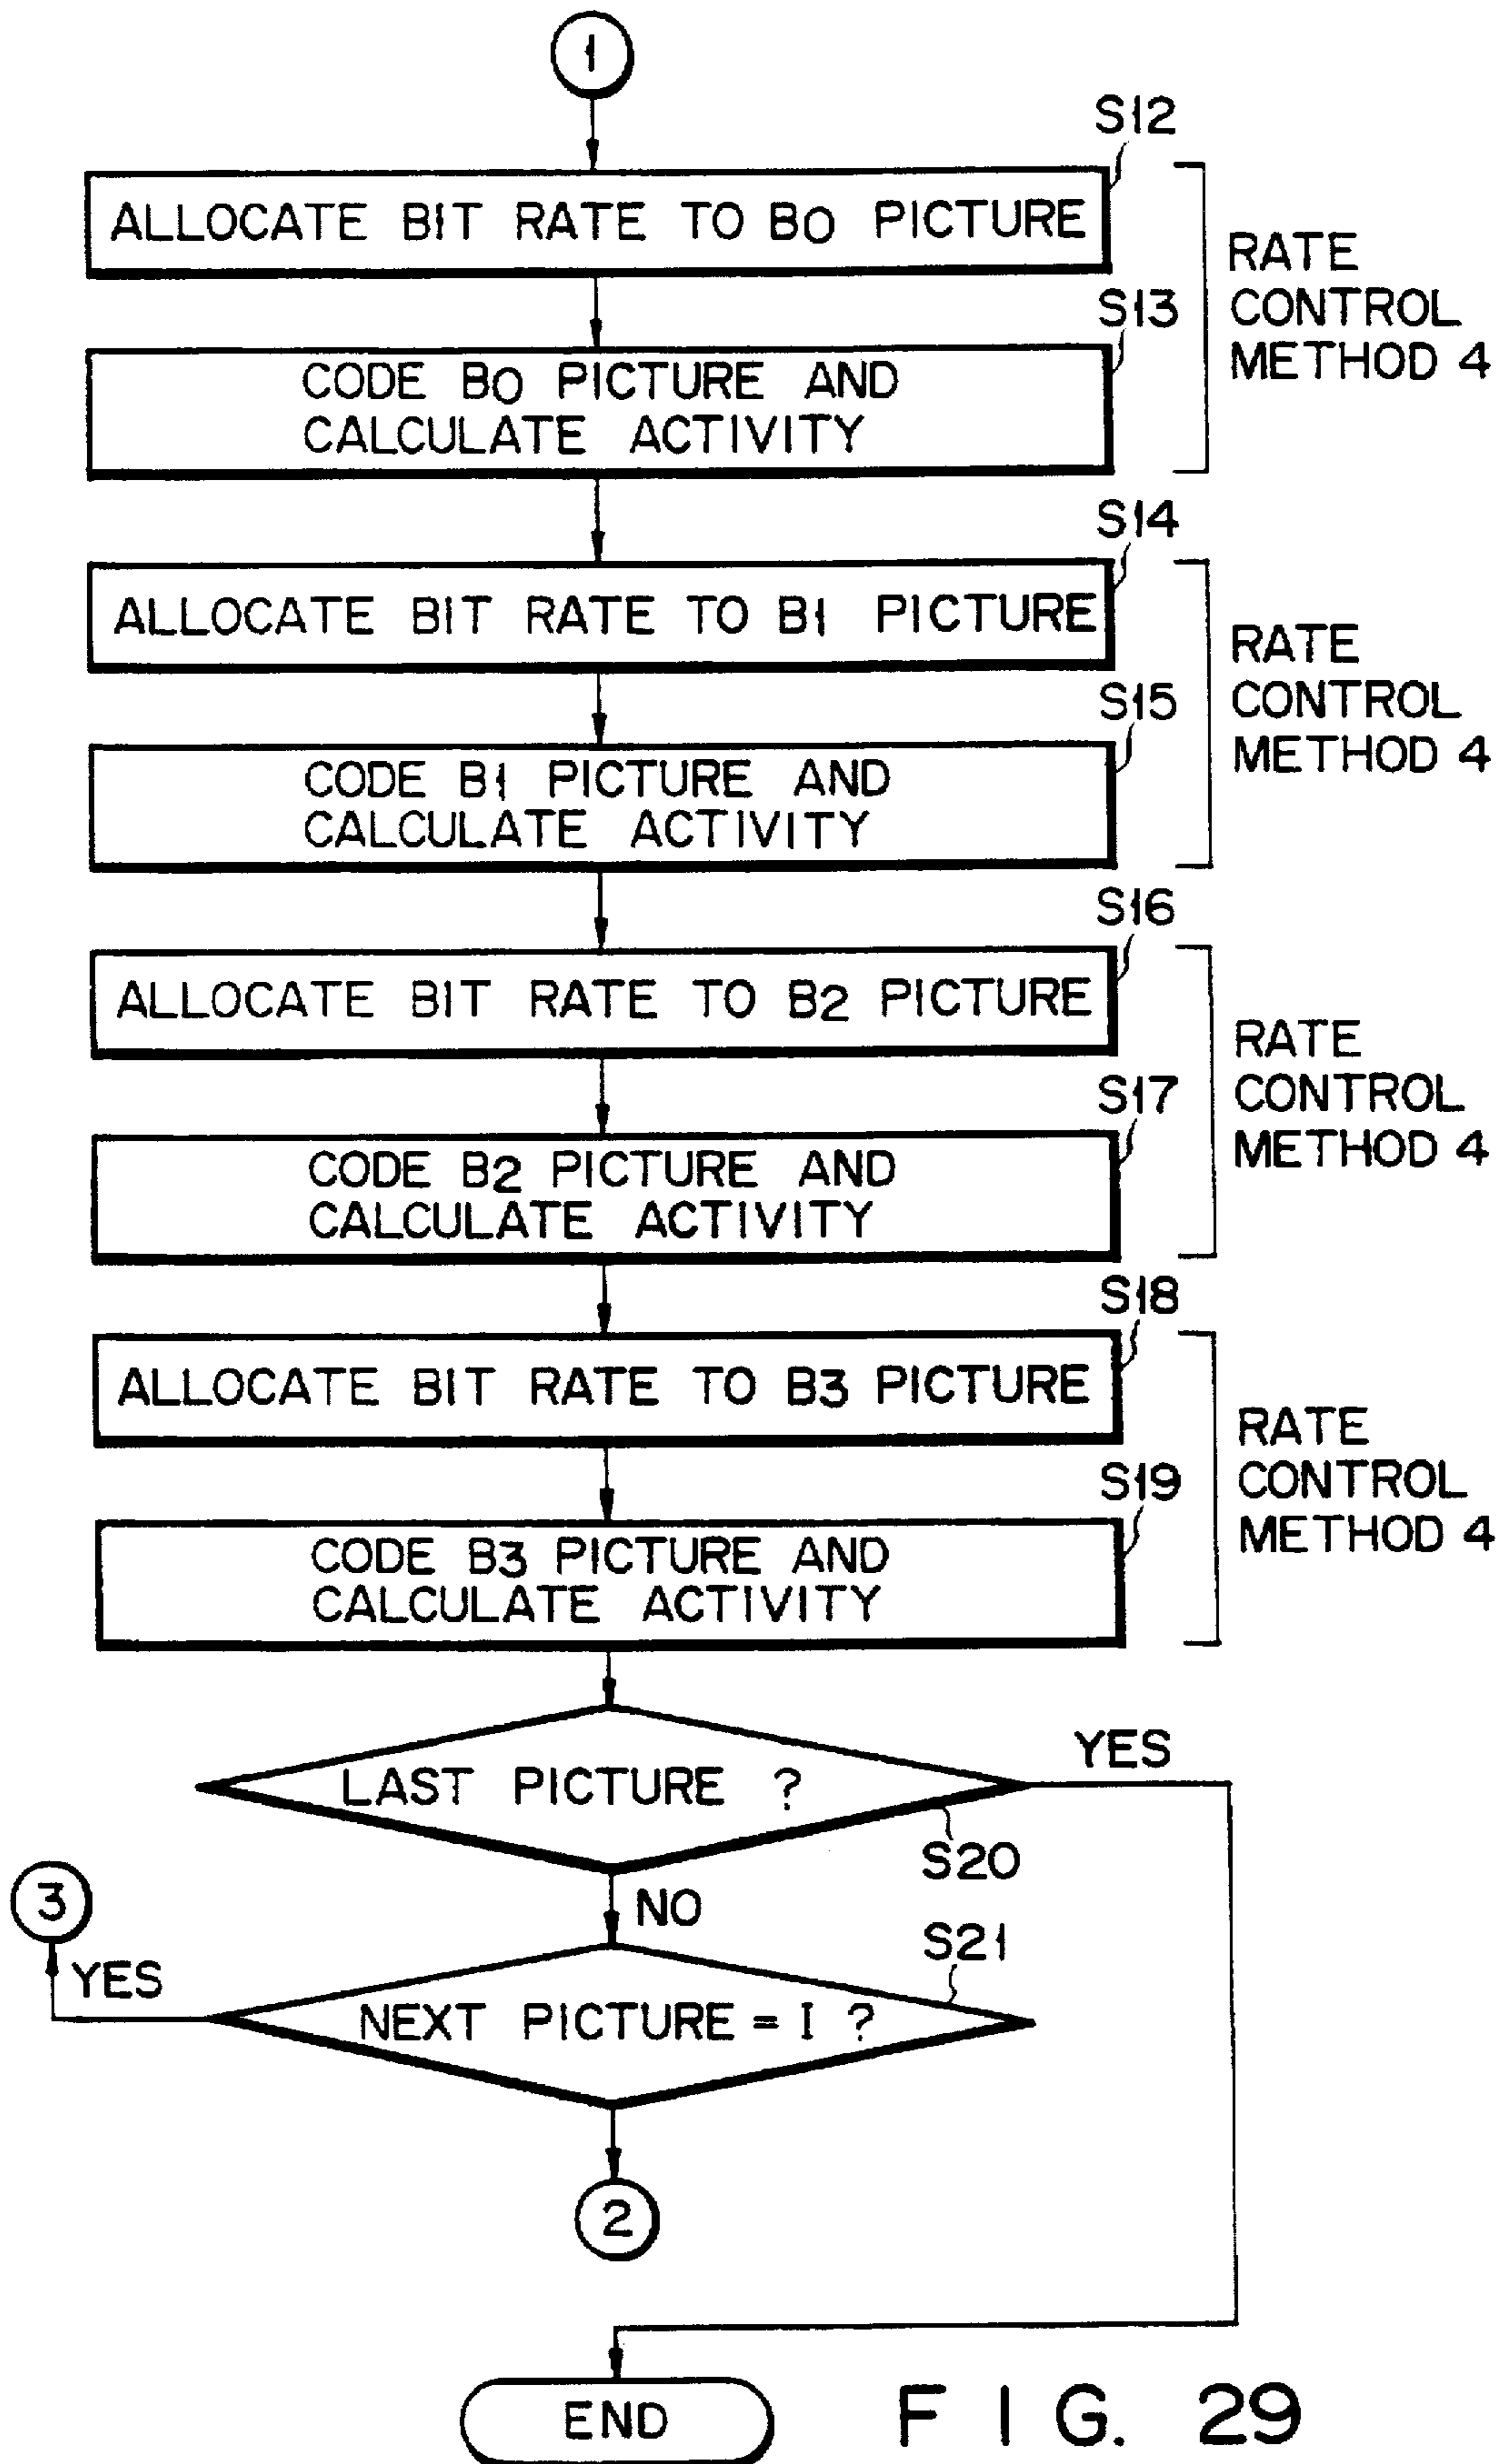 1
S12
ALLOCATE BIT RATE TO B0 PICTURE
RATE
CONTROL
METHOD 4
S13
CODE B0 PICTURE AND
CALCULATE ACTIVITY
S14
ALLOCATE BIT RATE TO B1 PICTURE
RATE
CONTROL
METHOD 4
S15
CODE B1 PICTURE AND
CALCULATE ACTIVITY
S16
ALLOCATE BIT RATE TO B2 PICTURE
RATE
CONTROL
METHOD 4
S17
CODE B2 PICTURE AND
CALCULATE ACTIVITY
S18
ALLOCATE BIT RATE TO B3 PICTURE
RATE
CONTROL
METHOD 4
S19
CODE B3 PICTURE AND
CALCULATE ACTIVITY
YES
LAST PICTURE ?
S20
3
NO
S21
YES
NEXT PICTURE = I ?
2
END
FIG. 29